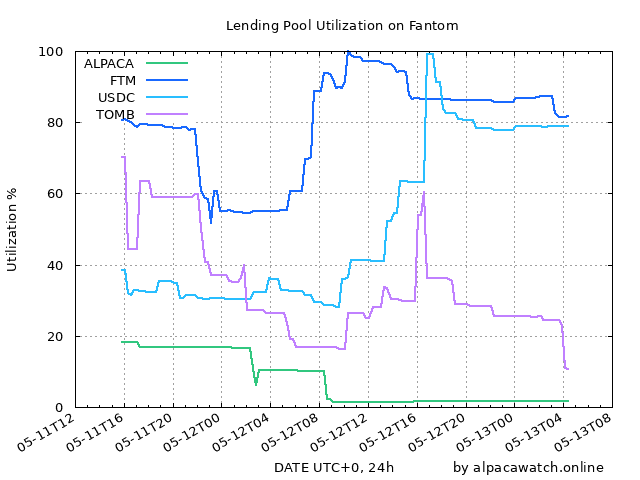 Lending Pool Utilization on Fantom
Utilization %
100
80
60
40
20
0
ALPACA
FTM
USDC
TOMB
05-11T12
05-11T16
05-11T20
05-12T00
05-12T04
05-12T08
05-12T12
05-12T16
05-12T20
05-13T00
05-13T04
05-13T08
DATE UTC+0, 24h
by alpacawatch.online